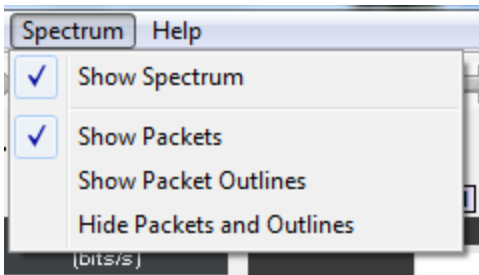 Spectrum Help
Show Spectrum
Show Packets
Show Packet Outlines
Hide Packets and Outlines
(bits/s)